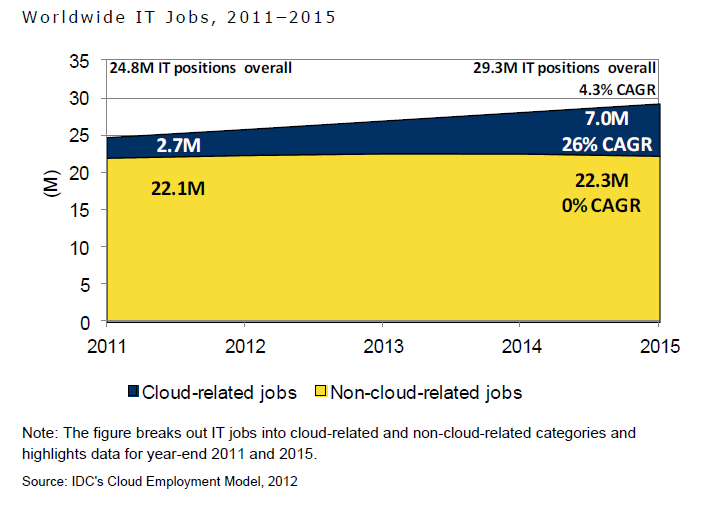 Worldwide IT Jobs, 2011–2015
35
30
25
20
15
10
5
0
(M)
24.8M IT positions overall
29.3M IT positions overall
4.3% CAGR
2.7M
7.0M
26% CAGR
22.1M
22.3M
0% CAGR
2011 2012 2013 2014 2015
Cloud-related jobs Non-cloud-related jobs
Note: The figure breaks out IT jobs into cloud-related and non-cloud-related categories and
highlights data for year-end 2011 and 2015.
Source: IDC's Cloud Employment Model, 2012